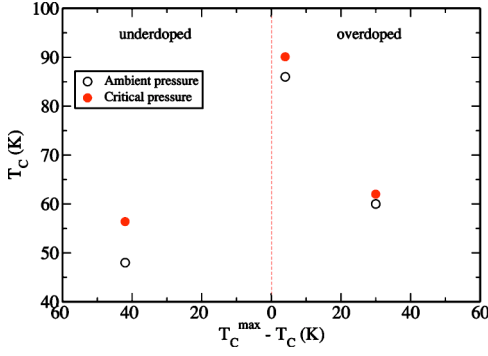 100
90
80
70
60
50
40
T_C (K)
underdoped
overdoped
Ambient pressure
Critical pressure
60
40
20
0
20
40
60
T_C^max - T_C (K)